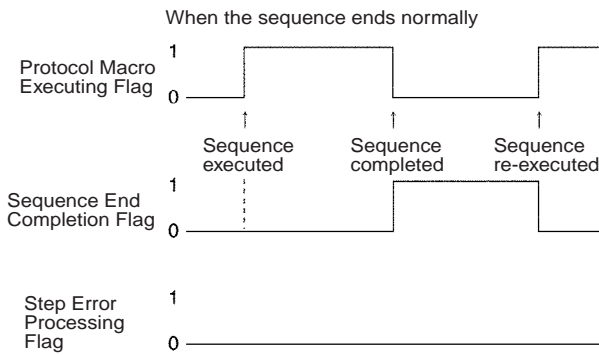 When the sequence ends normally
Protocol Macro
Executing Flag
1
0
Sequence
executed
Sequence
completed
Sequence
re-executed
Sequence End
Completion Flag
1
0
Step Error
Processing
Flag
1
0